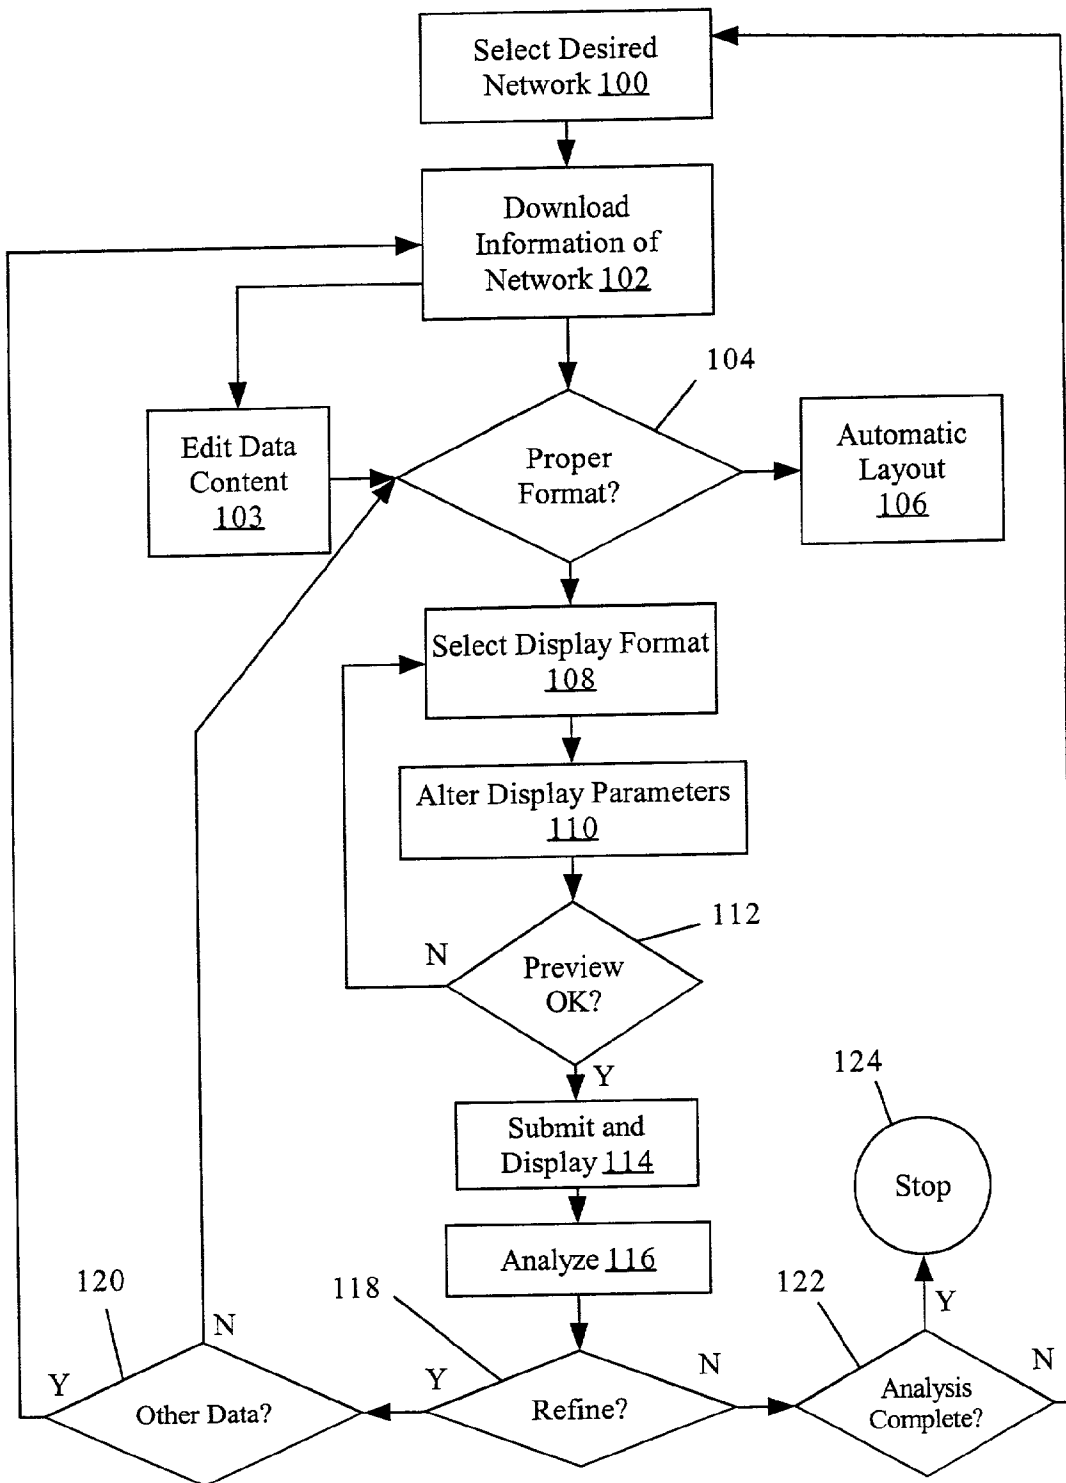 Select Desired
Network 100
Download
Information of
Network 102
104
Edit Data
Content
103
Proper
Format?
Automatic
Layout
106
Select Display Format
108
Alter Display Parameters
110
112
N
Preview
OK?
Y
124
Submit and
Display 114
Stop
Analyze 116
120
118
122
Y
N
Y
N
Y
N
Other Data?
Refine?
Analysis
Complete?